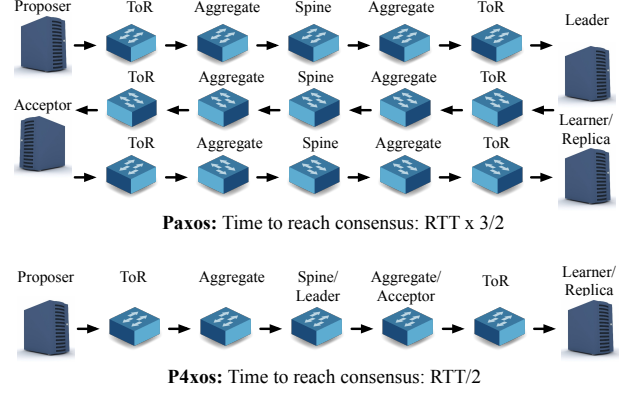 Proposer ToR Aggregate Spine Aggregate ToR Leader
Acceptor ToR Aggregate Spine Aggregate ToR Learner/
Replica
ToR Aggregate Spine Aggregate ToR
Paxos: Time to reach consensus: RTT x 3/2
Proposer ToR Aggregate Spine/ Aggregate/ ToR Learner/
Leader Acceptor Replica
P4xos: Time to reach consensus: RTT/2